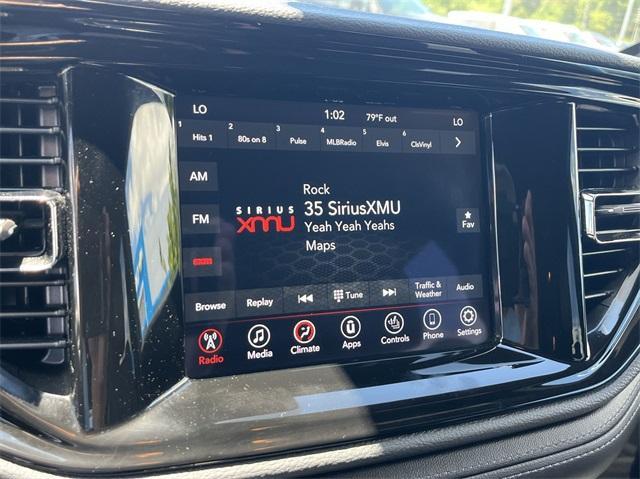 LO 1:02 79°F out LO
1 Hits 1 2 80s on 8 3 Pulse 4 MLBRadio 5 Elvis 6 ClsVinyl
AM
FM
SIRIUS
xmu
Rock
35 SiriusXMU
Yeah Yeah Yeahs
Maps
Fav
Browse Replay Tune Traffic & Weather Audio
Radio Media Climate Apps Controls Phone Settings